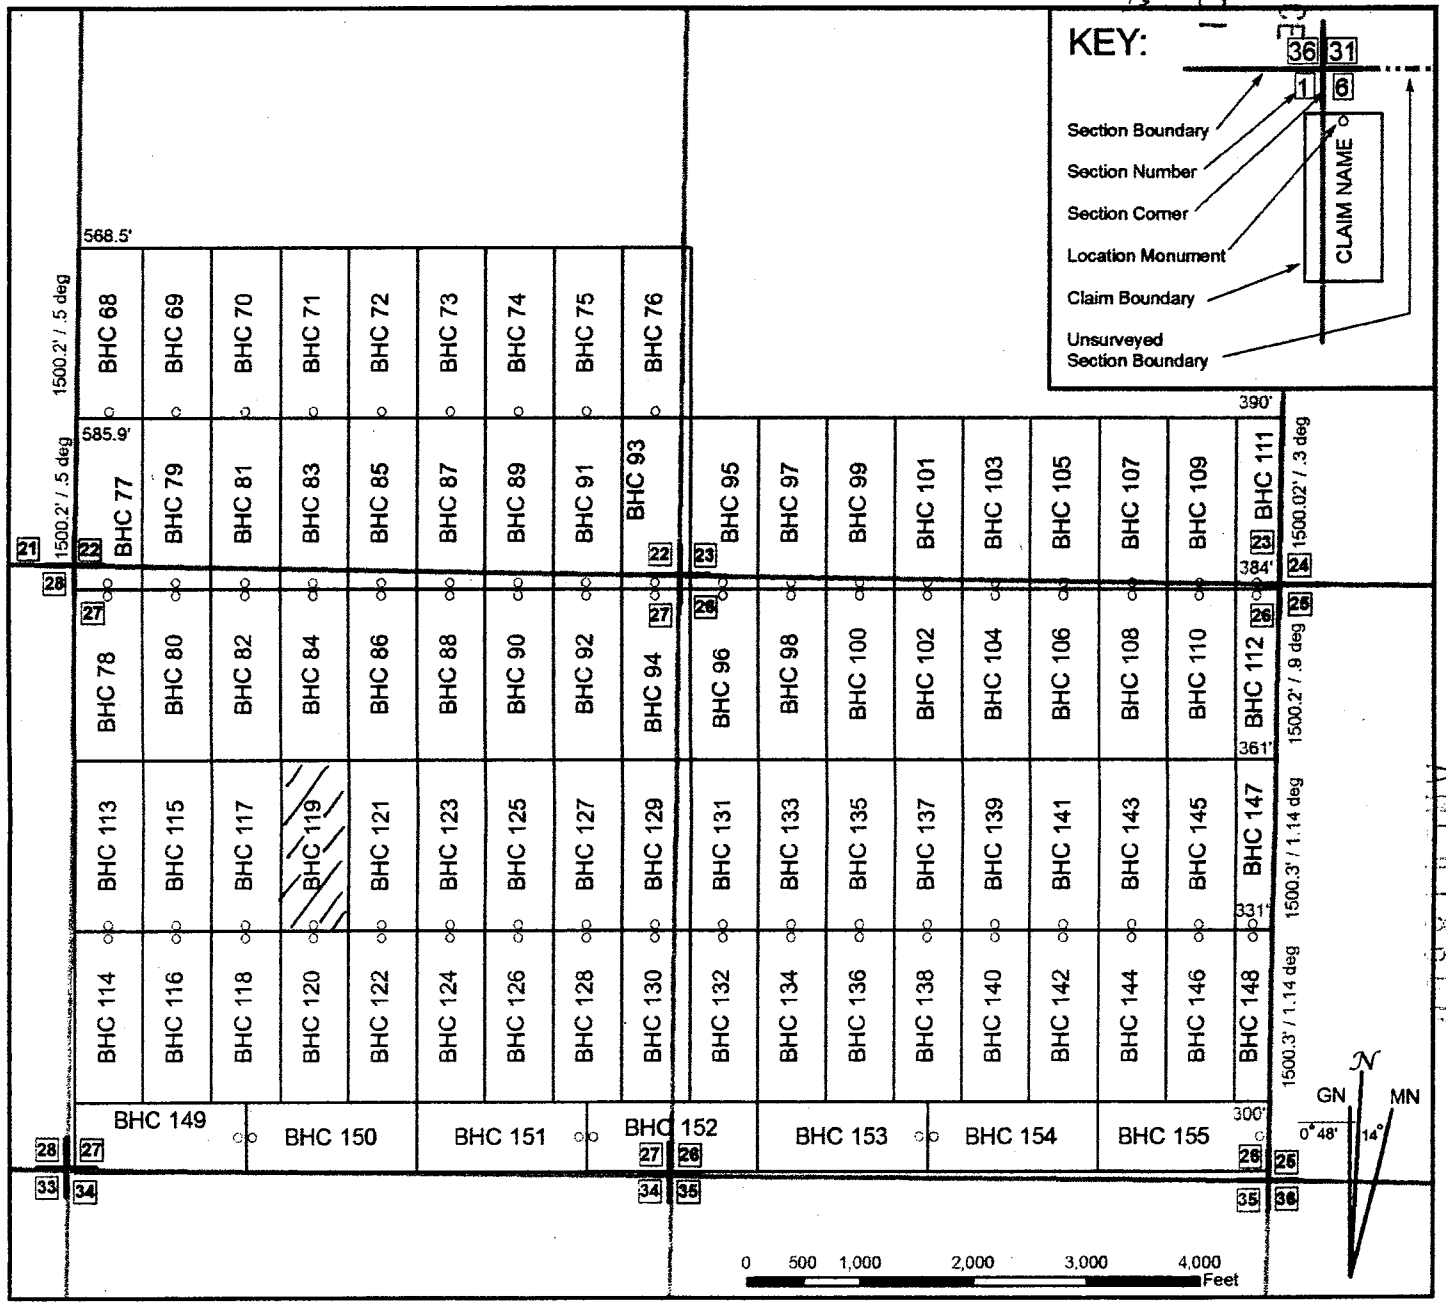 KEY:
36 31
1 6
Section Boundary
Section Number
Section Corner
Location Monument
Claim Boundary
Unsurveyed
Section Boundary
CLAIM NAME
568.5'
1500.2' / .5 deg
BHC 68 BHC 69 BHC 70 BHC 71 BHC 72 BHC 73 BHC 74 BHC 75 BHC 76
390'
585.9'
1500.2' / .5 deg
BHC 77 BHC 79 BHC 81 BHC 83 BHC 85 BHC 87 BHC 89 BHC 91 BHC 93 BHC 95 BHC 97 BHC 99 BHC 101 BHC 103 BHC 105 BHC 107 BHC 109 BHC 111
1500.02' / .3 deg
21 22 22 23 23 24
384'
28 27 27 26 26 25
BHC 78 BHC 80 BHC 82 BHC 84 BHC 86 BHC 88 BHC 90 BHC 92 BHC 94 BHC 96 BHC 98 BHC 100 BHC 102 BHC 104 BHC 106 BHC 108 BHC 110 BHC 112
1500.2' / .9 deg
361'
BHC 113 BHC 115 BHC 117 BHC 119 BHC 121 BHC 123 BHC 125 BHC 127 BHC 129 BHC 131 BHC 133 BHC 135 BHC 137 BHC 139 BHC 141 BHC 143 BHC 145 BHC 147
1500.3' / 1.14 deg
331'
BHC 114 BHC 116 BHC 118 BHC 120 BHC 122 BHC 124 BHC 126 BHC 128 BHC 130 BHC 132 BHC 134 BHC 136 BHC 138 BHC 140 BHC 142 BHC 144 BHC 146 BHC 148
1500.3' / 1.14 deg
300'
BHC 149 BHC 150 BHC 151 BHC 152 BHC 153 BHC 154 BHC 155
28 27 27 26 26 25
33 34 34 35 35 36
N
GN MN
0°48' 14°
0 500 1,000 2,000 3,000 4,000
Feet